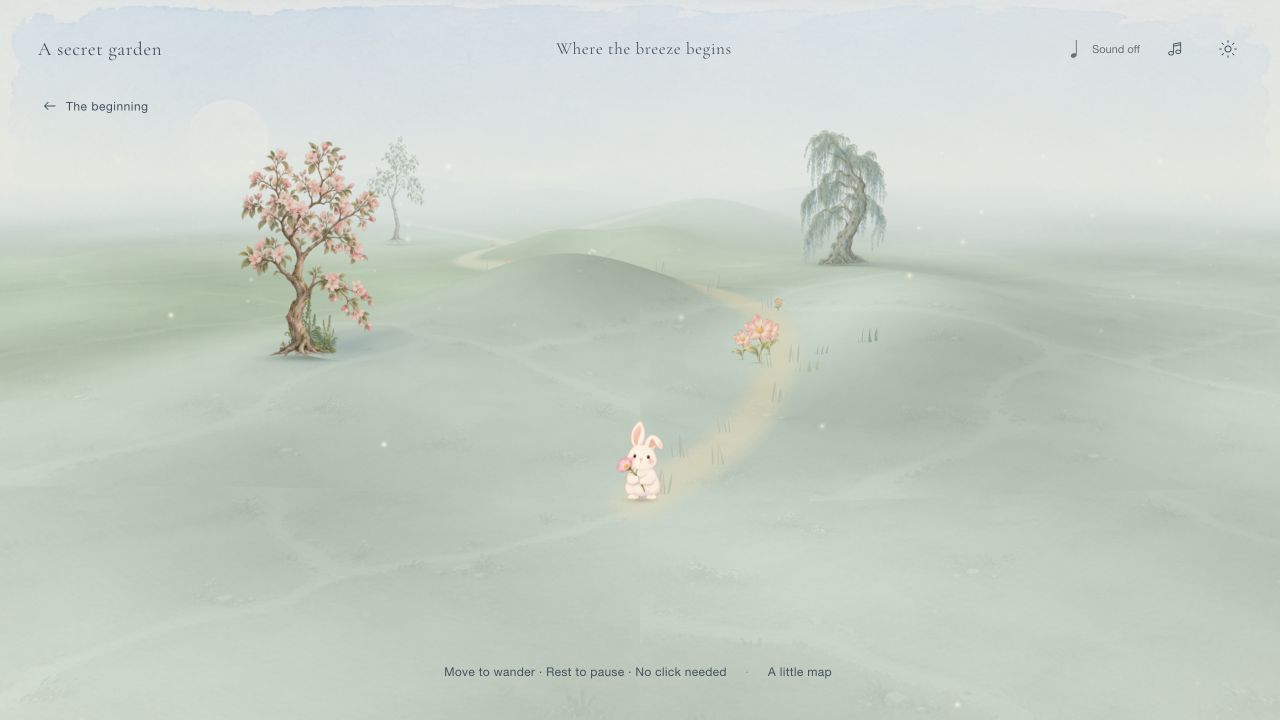 A secret garden
Where the breeze begins
Sound off
The beginning
Move to wander · Rest to pause · No click needed · A little map